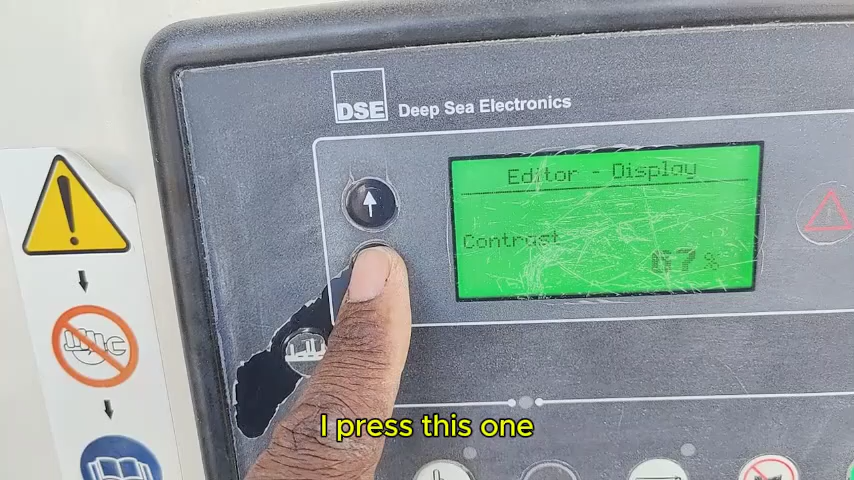 DSE Deep Sea Electronics
Editor - Display
Contrast
67%
I press this one